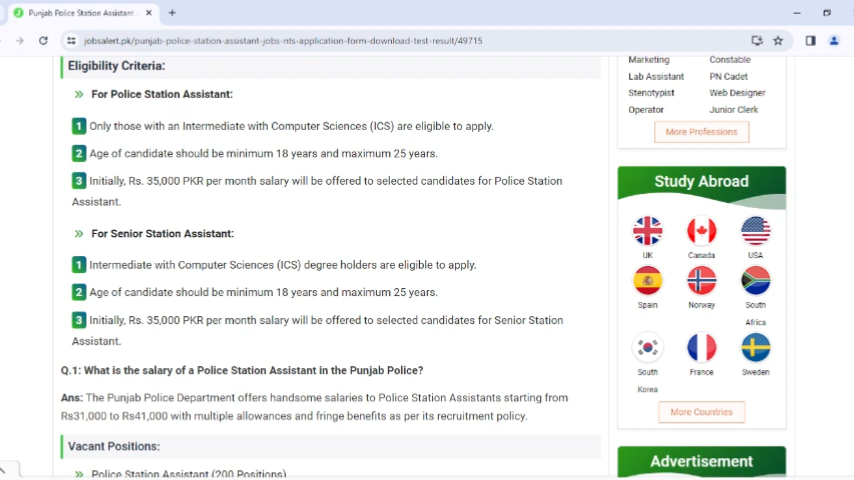 Punjab Police Station Assistant
jobsalert.pk/punjab-police-station-assistant-jobs-nts-application-form-download-test-result/49715
Eligibility Criteria:
For Police Station Assistant:
1 Only those with an Intermediate with Computer Sciences (ICS) are eligible to apply.
2 Age of candidate should be minimum 18 years and maximum 25 years.
3 Initially, Rs. 35,000 PKR per month salary will be offered to selected candidates for Police Station
Assistant.
For Senior Station Assistant:
1 Intermediate with Computer Sciences (ICS) degree holders are eligible to apply.
2 Age of candidate should be minimum 18 years and maximum 25 years.
3 Initially, Rs. 35,000 PKR per month salary will be offered to selected candidates for Senior Station
Assistant.
Q.1: What is the salary of a Police Station Assistant in the Punjab Police?
Ans: The Punjab Police Department offers handsome salaries to Police Station Assistants starting from
Rs31,000 to Rs41,000 with multiple allowances and fringe benefits as per its recruitment policy.
Vacant Positions:
Police Station Assistant (200 Positions)
Marketing Constable
Lab Assistant PN Cadet
Stenotypist Web Designer
Operator Junior Clerk
More Professions
Study Abroad
UK Canada USA
Spain Norway South
Africa
South France Sweden
Korea
More Countries
Advertisement